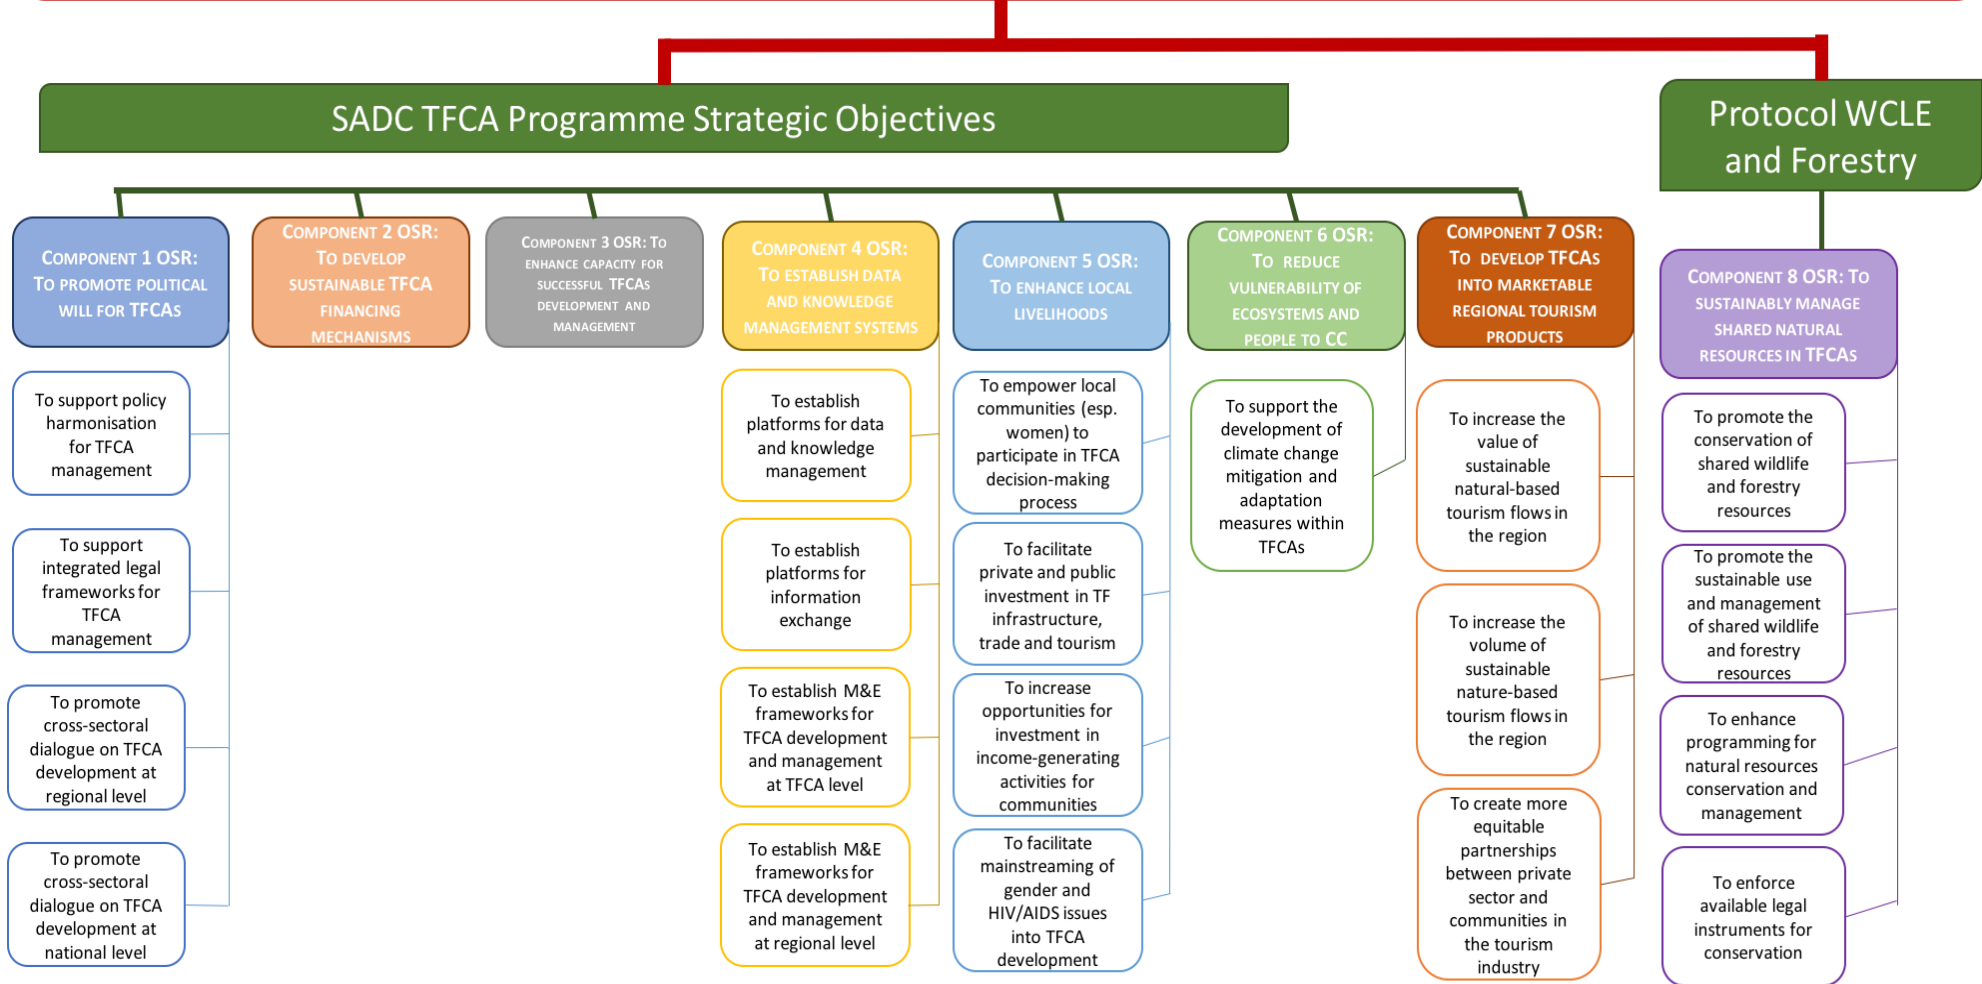 SADC TFCA Programme Strategic Objectives
Protocol WCLE
and Forestry
COMPONENT 1 OSR:
TO PROMOTE POLITICAL
WILL FOR TFCAS
COMPONENT 2 OSR:
TO DEVELOP
SUSTAINABLE TFCA
FINANCING
MECHANISMS
COMPONENT 3 OSR: TO
ENHANCE CAPACITY FOR
SUCCESSFUL TFCAS
DEVELOPMENT AND
MANAGEMENT
COMPONENT 4 OSR:
TO ESTABLISH DATA
AND KNOWLEDGE
MANAGEMENT SYSTEMS
COMPONENT 5 OSR:
TO ENHANCE LOCAL
LIVELIHOODS
COMPONENT 6 OSR:
TO REDUCE
VULNERABILITY OF
ECOSYSTEMS AND
PEOPLE TO CC
COMPONENT 7 OSR:
TO DEVELOP TFCAS
INTO MARKETABLE
REGIONAL TOURISM
PRODUCTS
COMPONENT 8 OSR: TO
SUSTAINABLY MANAGE
SHARED NATURAL
RESOURCES IN TFCAS
To support policy
harmonisation
for TFCA
management
To support
integrated legal
frameworks for
TFCA
management
To promote
cross-sectoral
dialogue on TFCA
development at
regional level
To promote
cross-sectoral
dialogue on TFCA
development at
national level
To establish
platforms for data
and knowledge
management
To establish
platforms for
information
exchange
To establish M&E
frameworks for
TFCA development
and management
at TFCA level
To establish M&E
frameworks for
TFCA development
and management
at regional level
To empower local
communities (esp.
women) to
participate in TFCA
decision-making
process
To facilitate
private and public
investment in TF
infrastructure,
trade and tourism
To increase
opportunities for
investment in
income-generating
activities for
communities
To facilitate
mainstreaming of
gender and
HIV/AIDS issues
into TFCA
development
To support the
development of
climate change
mitigation and
adaptation
measures within
TFCAs
To increase the
value of
sustainable
natural-based
tourism flows in
the region
To increase the
volume of
sustainable
nature-based
tourism flows in
the region
To create more
equitable
partnerships
between private
sector and
communities in
the tourism
industry
To promote the
conservation of
shared wildlife
and forestry
resources
To promote the
sustainable use
and management
of shared wildlife
and forestry
resources
To enhance
programming for
natural resources
conservation and
management
To enforce
available legal
instruments for
conservation